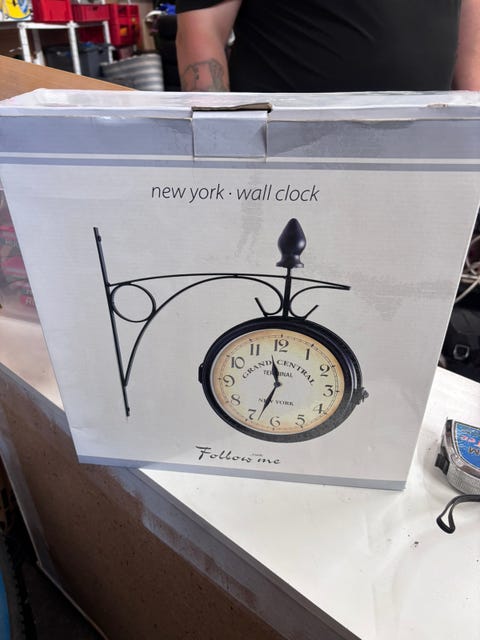 new york · wall clock
12
11
10
9
8
7
6
5
4
3
2
1
GRAND CENTRAL
TERMINAL
NEW YORK
Follow me